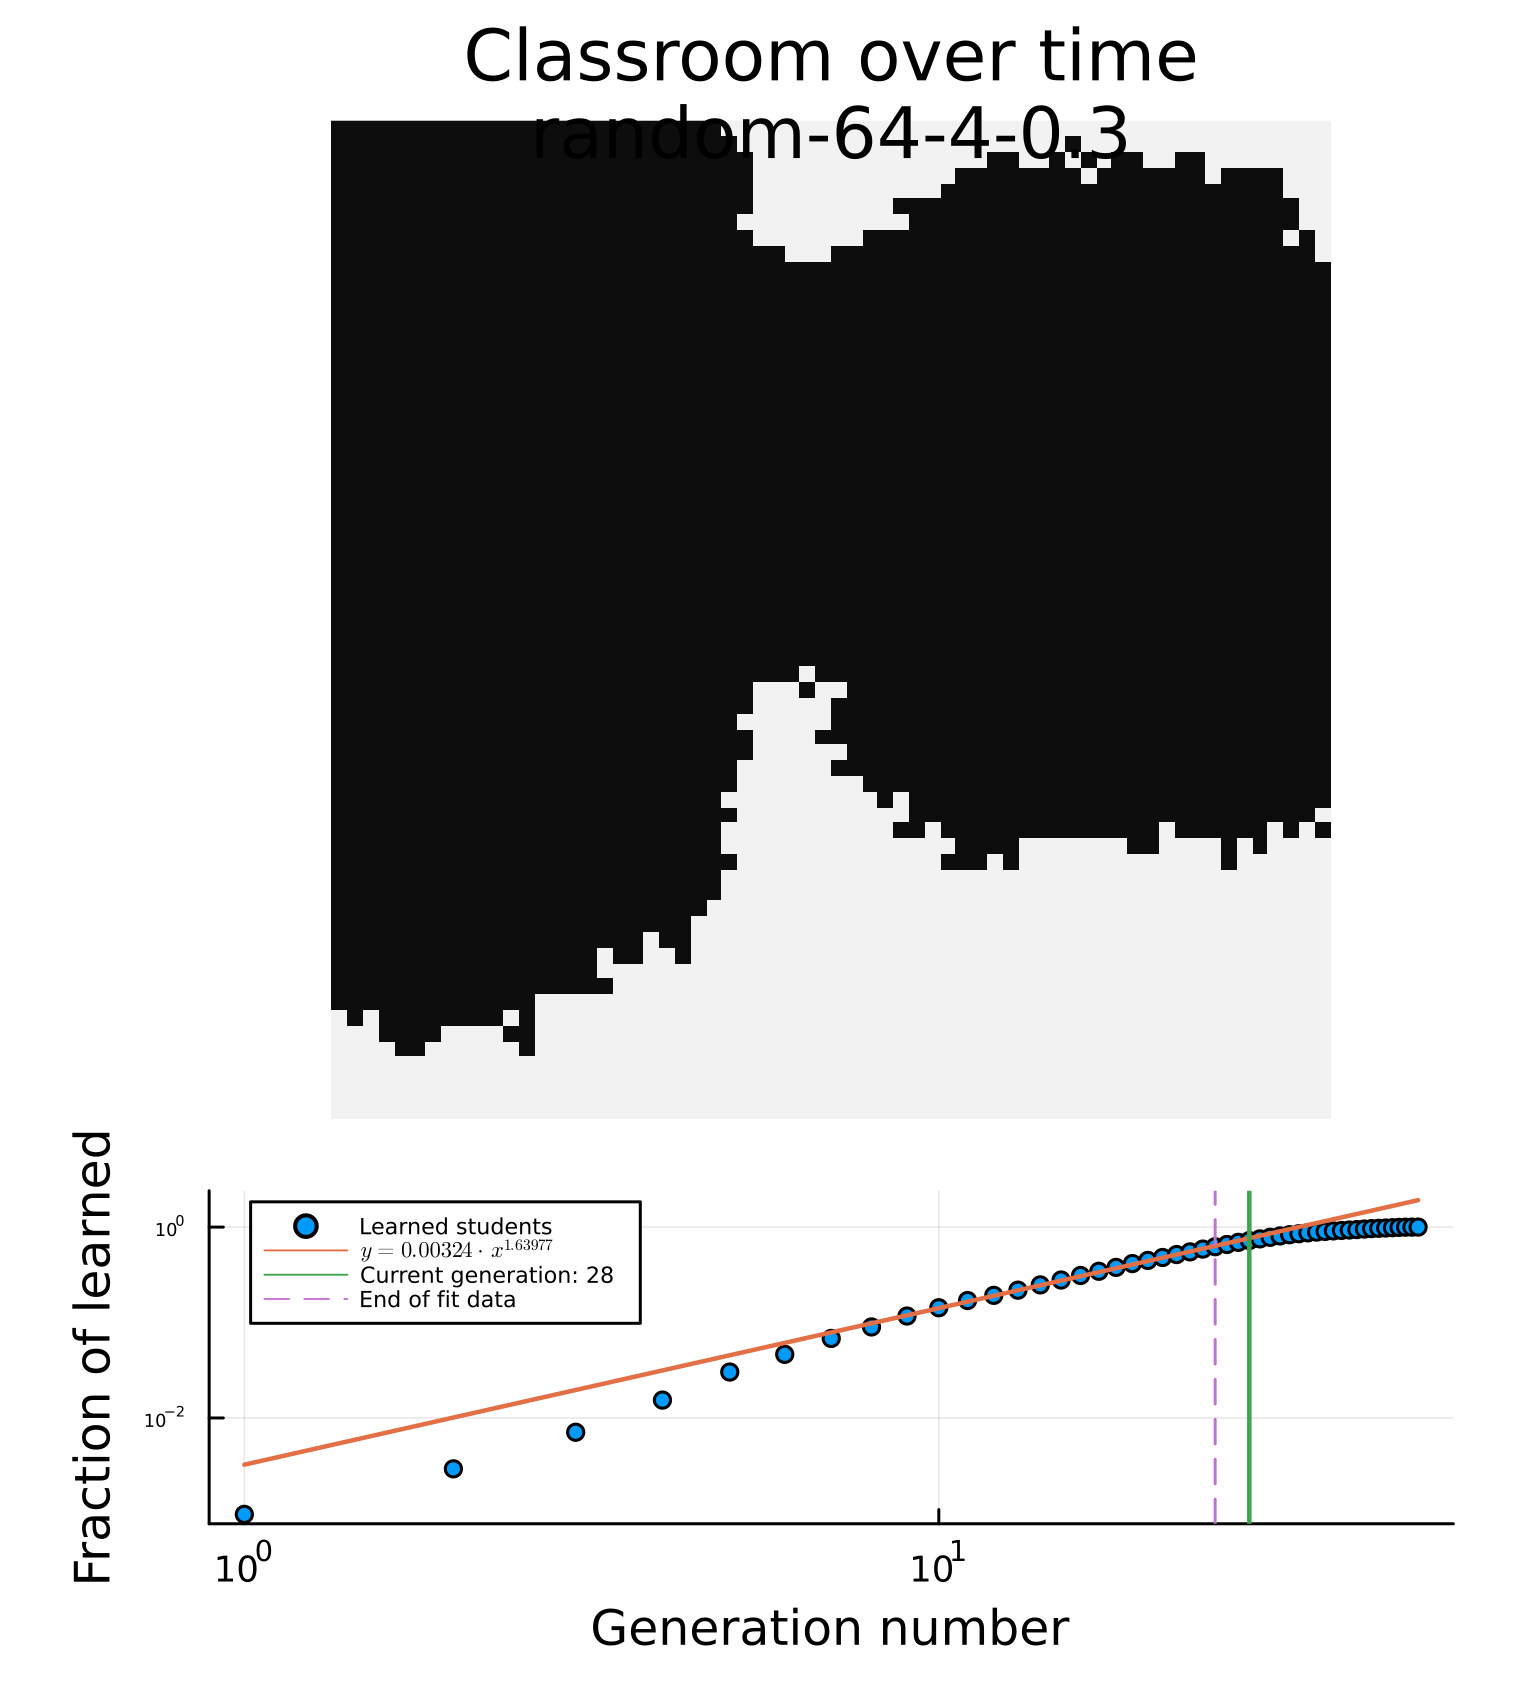 Classroom over time
random-64-4-0.3
Fraction of learned
10⁰
10⁻²
Learned students
y = 0.00324 · x^1.63977
Current generation: 28
End of fit data
10⁰
10¹
Generation number